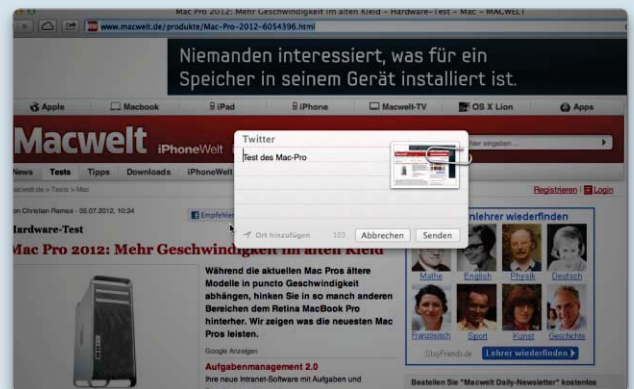 Mac Pro 2012: Mehr Geschwindigkeit im alten Kleid – Hardware-Test – Mac – MACWELT
www.macwelt.de/produkte/Mac-Pro-2012-6054396.html
Niemanden interessiert, was für ein
Speicher in seinem Gerät installiert ist.
Apple
Macbook
iPad
iPhone
Macwelt-TV
OS X Lion
Apps
Macwelt
iPhoneWelt
hier eingeben ...
News
Tests
Tipps
Downloads
iPhoneWelt
macwelt.de > Tests > Mac
Registrieren | Login
Twitter
Test des Mac-Pro
Ort hinzufügen
103
Abbrechen
Senden
von Christian
- 05.07.2012, 10:34
Empfehlen
Hardware-Test
Mac Pro 2012: Mehr Geschwindigkeit im alten Kleid
Während die aktuellen Mac Pros ältere
Modelle in puncto Geschwindigkeit
abhängen, hinken Sie in so manch anderen
Bereichen dem Retina MacBook Pro
hinterher. Wir zeigen was die neuesten Mac
Pros leisten.
Google Anzeigen
Aufgabenmanagement 2.0
Ihre neue Intranet-Software mit Aufgaben und
nlehrer wiederfinden
Mathe
English
Physik
Deutsch
Französisch
Sport
Kunst
Geschichte
StayFriends.de
Lehrer wiederfinden
Bestellen Sie "Macwelt Daily-Newsletter" kostenlos